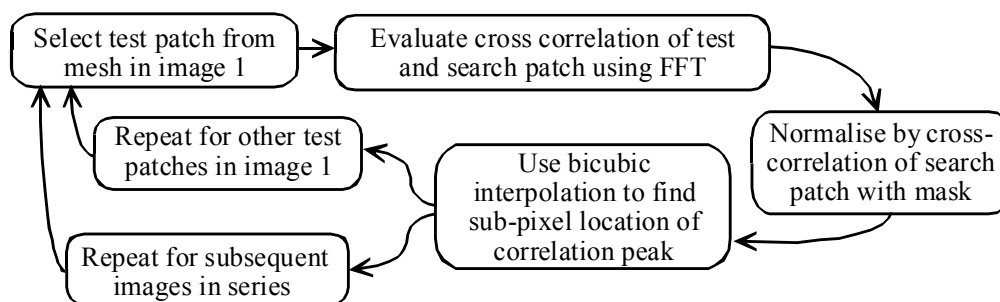 Select test patch from
mesh in image 1
Evaluate cross correlation of test
and search patch using FFT
Normalise by cross-
correlation of search
patch with mask
Use bicubic
interpolation to find
sub-pixel location of
correlation peak
Repeat for other test
patches in image 1
Repeat for subsequent
images in series